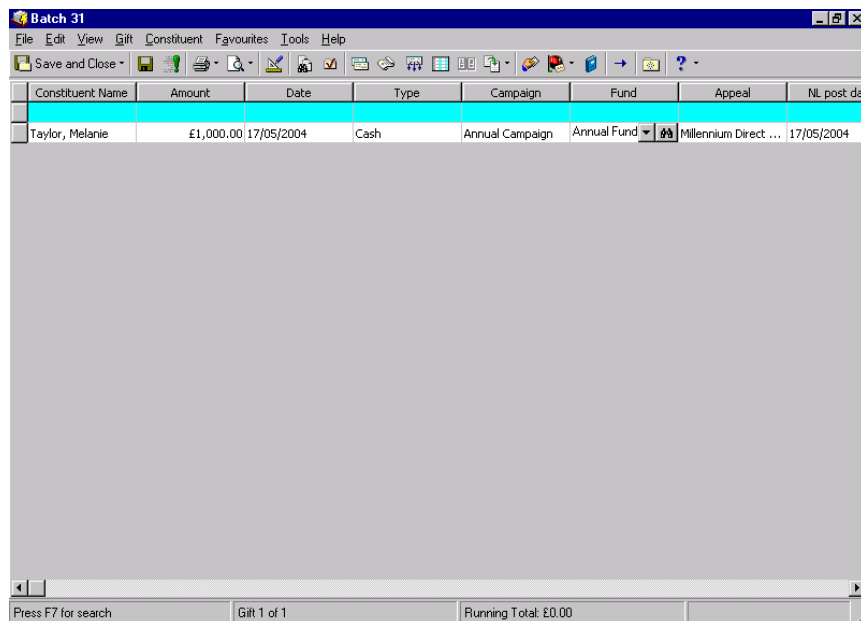 Batch 31
File Edit View Gift Constituent Favourites Tools Help
Save and Close
Constituent Name Amount Date Type Campaign Fund Appeal NL post da
Taylor, Melanie £1,000.00 17/05/2004 Cash Annual Campaign Annual Fund Millennium Direct ... 17/05/2004
Press F7 for search Gift 1 of 1 Running Total: £0.00